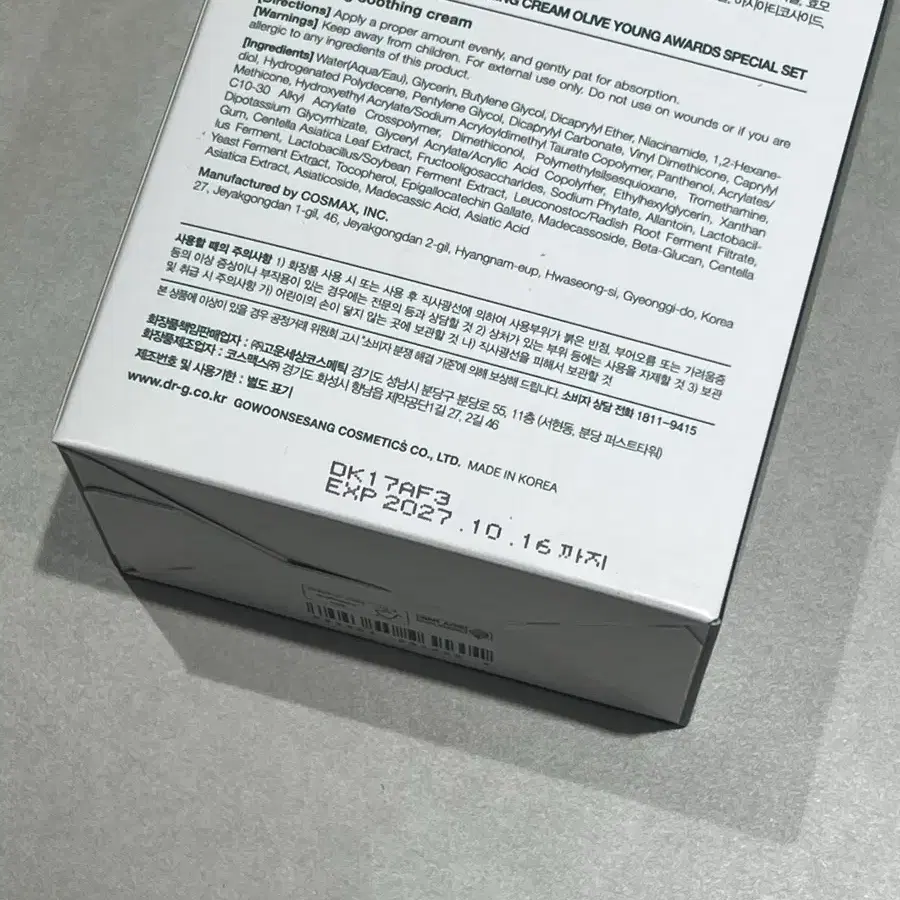 효모
아시아티코사이드
CREAM OLIVE YOUNG AWARDS SPECIAL SET
soothing cream
[Directions] Apply a proper amount evenly, and gently pat for absorption.
[Warnings] Keep away from children. For external use only. Do not use on wounds or if you are
allergic to any ingredients of this product.
[Ingredients] Water(Aqua/Eau), Glycerin, Butylene Glycol, Dicaprylyl Ether, Niacinamide, 1,2-Hexane-
diol, Hydrogenated Polydecene, Pentylene Glycol, Dicaprylyl Carbonate, Vinyl Dimethicone, Caprylyl
Methicone, Hydroxyethyl Acrylate/Sodium Acryloyldimethyl Taurate Copolymer, Panthenol, Acrylates/
C10-30 Alkyl Acrylate Crosspolymer, Dimethiconol, Polymethylsilsesquioxane, Tromethamine,
Dipotassium Glycyrrhizate, Glyceryl Acrylate/Acrylic Acid Copolymer, Ethylhexylglycerin, Xanthan
Gum, Centella Asiatica Leaf Extract, Fructooligosaccharides, Sodium Phytate, Allantoin, Lactobacil-
lus Ferment, Lactobacillus/Soybean Ferment Extract, Leuconostoc/Radish Root Ferment Filtrate,
Yeast Ferment Extract, Tocopherol, Epigallocatechin Gallate, Madecassoside, Beta-Glucan, Centella
Asiatica Extract, Asiaticoside, Madecassic Acid, Asiatic Acid
Manufactured by COSMAX, INC.
27, Jeyakgongdan 1-gil, 46, Jeyakgongdan 2-gil, Hyangnam-eup, Hwaseong-si, Gyeonggi-do, Korea
사용할 때의 주의사항 1) 화장품 사용 시 또는 사용 후 직사광선에 의하여 사용부위가 붉은 반점, 부어오름 또는 가려움증
등의 이상 증상이나 부작용이 있는 경우에는 전문의 등과 상담할 것 2) 상처가 있는 부위 등에는 사용을 자제할 것 3) 보관
및 취급 시 주의사항 가) 어린이의 손이 닿지 않는 곳에 보관할 것 나) 직사광선을 피해서 보관할 것
본 상품에 이상이 있을 경우 공정거래 위원회 고시 '소비자 분쟁 해결 기준'에 의해 보상해 드립니다. 소비자 상담 전화 1811-9415
화장품책임판매업자 : ㈜고운세상코스메틱 경기도 성남시 분당구 분당로 55, 11층 (서현동, 분당 퍼스트타워)
화장품제조업자 : 코스맥스㈜ 경기도 화성시 향남읍 제약공단1길 27, 2길 46
제조번호 및 사용기한 : 별도 표기
www.dr-g.co.kr GOWOONSESANG COSMETICS CO., LTD. MADE IN KOREA
DK17AF3
EXP 2027.10.16 까지